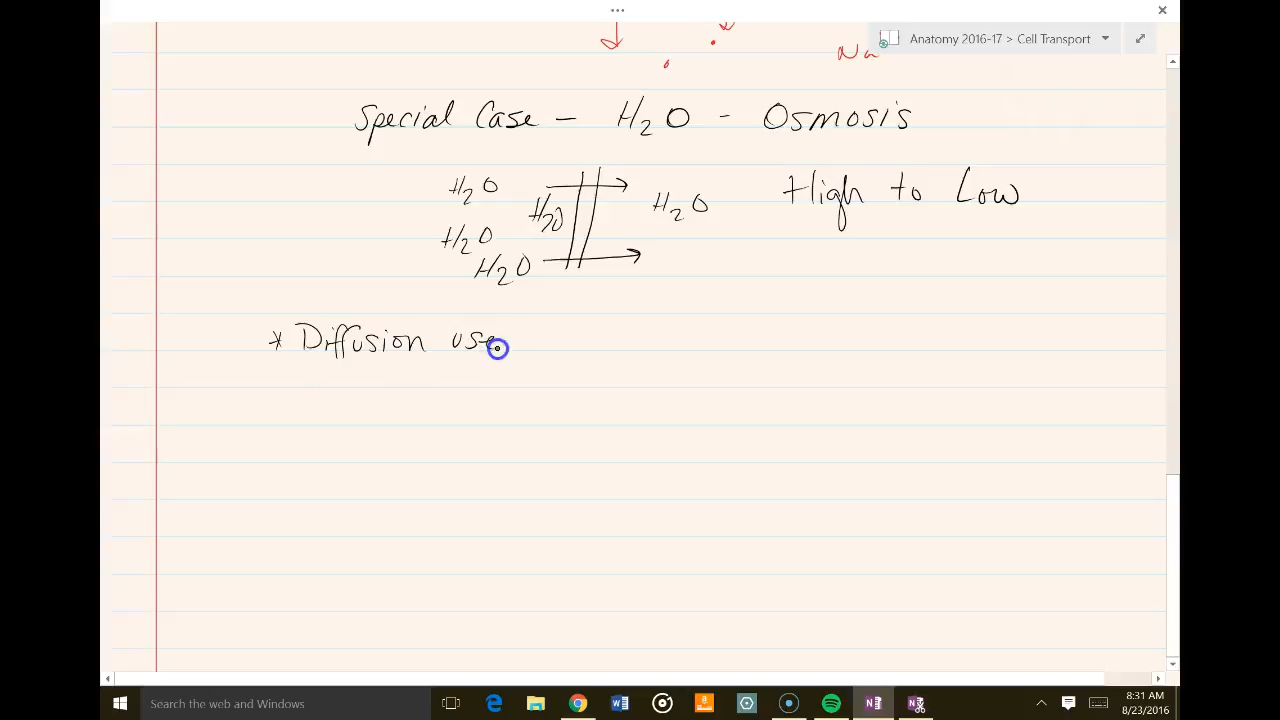 Anatomy 2016-17 > Cell Transport
Na
Special Case - H2O - Osmosis
H2O H2O H2O High to Low
H2O
H2O
* Diffusion use
Search the web and Windows
8:31 AM
8/23/2016